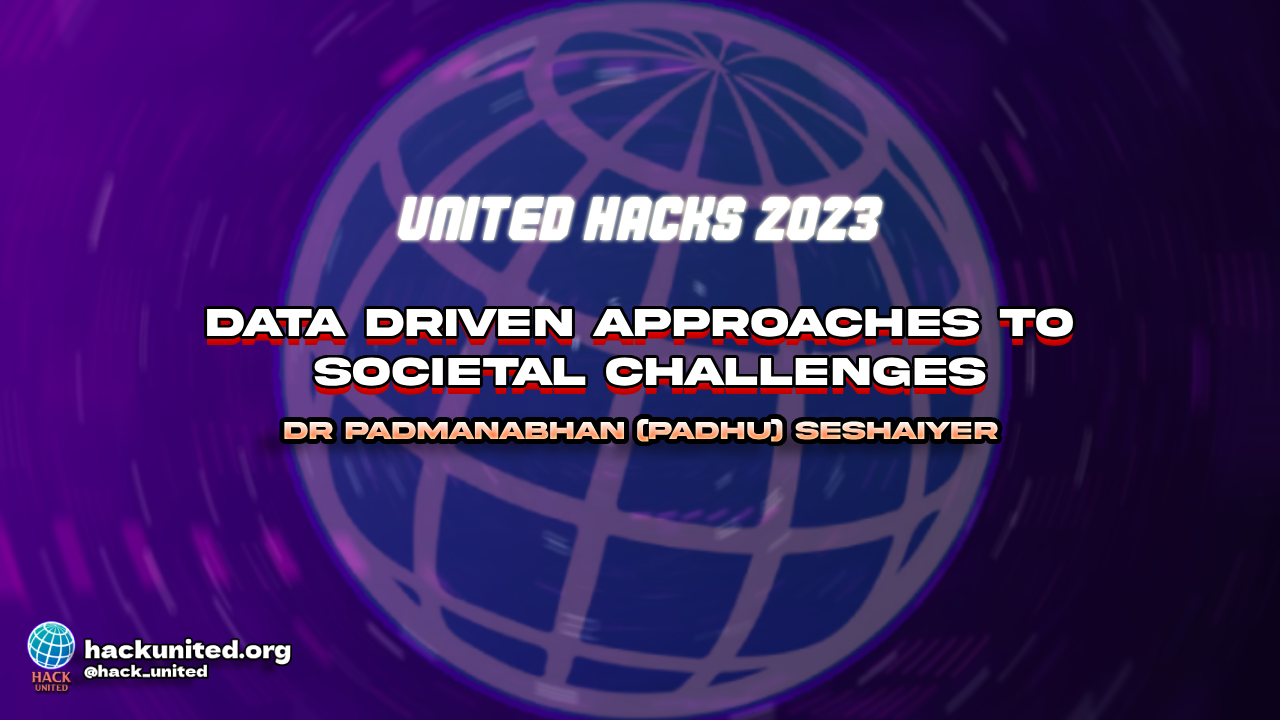 UNITED HACKS 2023
DATA DRIVEN APPROACHES TO
SOCIETAL CHALLENGES
DR PADMANABHAN (PADHU) SESHAIYER
hackunited.org
@hack_united
HACK
UNITED